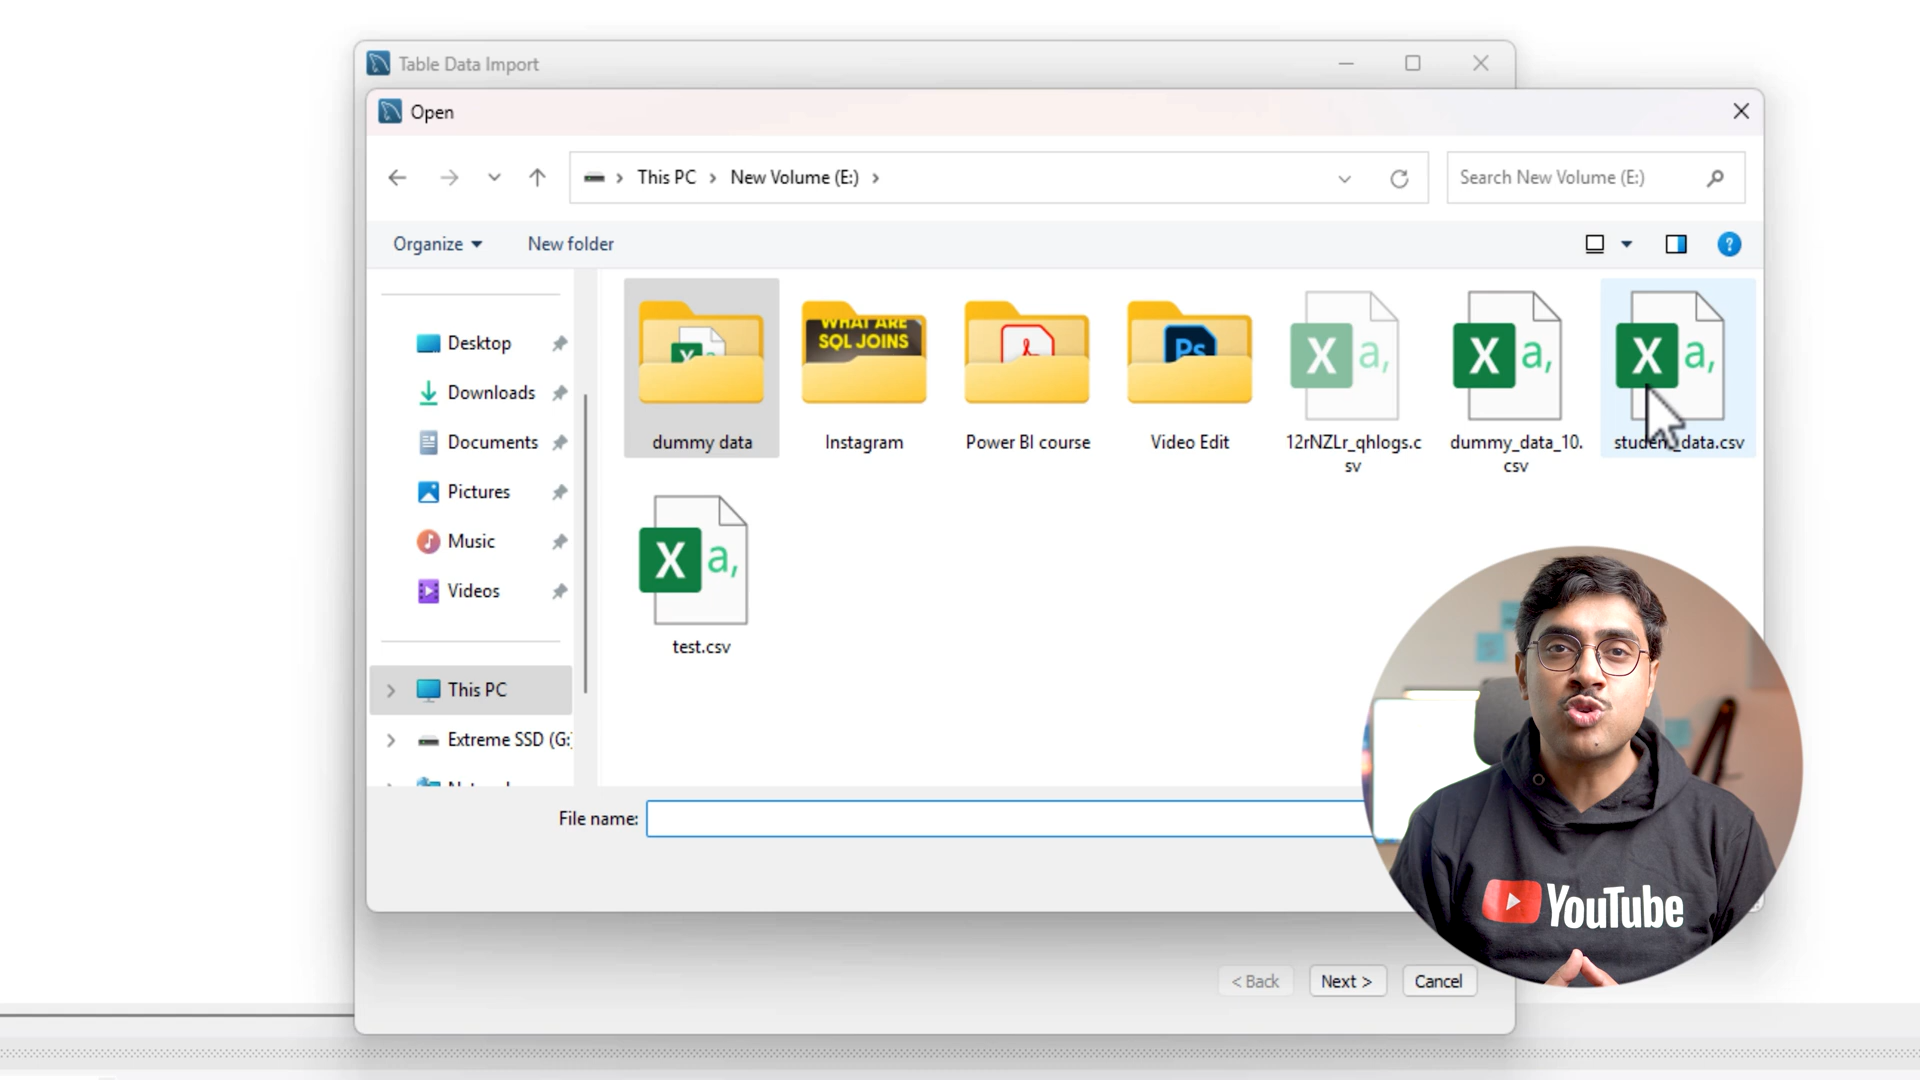 Table Data Import
Open
This PC
New Volume (E:)
Search New Volume (E:)
Organize
New folder
Desktop
Downloads
Documents
Pictures
Music
Videos
This PC
Extreme SSD (G:
WHAT ARE
SQL JOINS
Ps
X a,
X a,
X a,
dummy data
Instagram
Power BI course
Video Edit
12rNZLr_qhlogs.c
sv
dummy_data_10.
csv
student_data.csv
X a,
test.csv
File name:
YouTube
< Back
Next >
Cancel